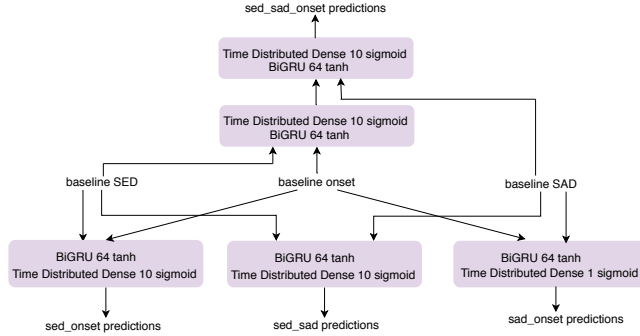 sed_sad_onset predictions
Time Distributed Dense 10 sigmoid
BiGRU 64 tanh
Time Distributed Dense 10 sigmoid
BiGRU 64 tanh
baseline SED
baseline onset
baseline SAD
BiGRU 64 tanh
Time Distributed Dense 10 sigmoid
BiGRU 64 tanh
Time Distributed Dense 10 sigmoid
BiGRU 64 tanh
Time Distributed Dense 1 sigmoid
sed_onset predictions
sed_sad predictions
sad_onset predictions